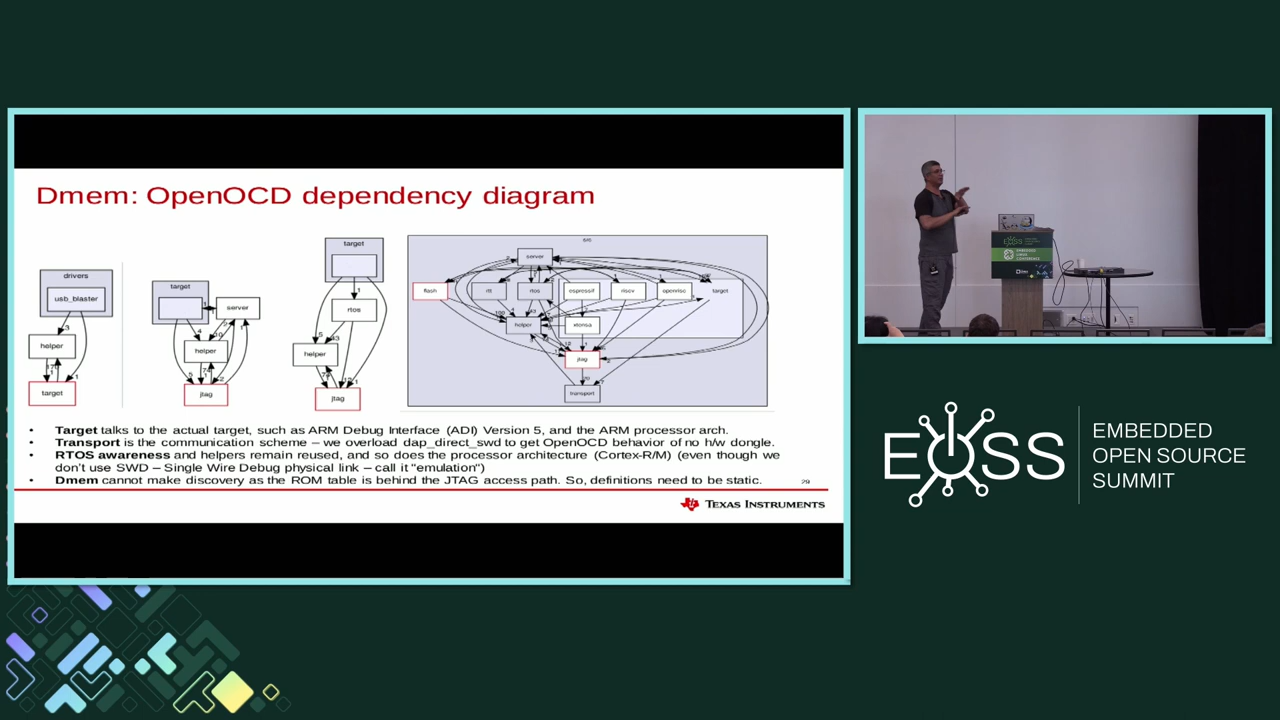 Dmem: OpenOCD dependency diagram
drivers
usb_blaster
helper
target
target
server
helper
jtag
target
rtos
helper
jtag
server
flash
rtt
rtos
espressif
riscv
openrisc
target
helper
xtensa
jtag
transport
• Target talks to the actual target, such as ARM Debug Interface (ADI) Version 5, and the ARM processor arch.
• Transport is the communication scheme – we overload dap_direct_swd to get OpenOCD behavior of no h/w dongle.
• RTOS awareness and helpers remain reused, and so does the processor architecture (Cortex-R/M) (even though we
don't use SWD – Single Wire Debug physical link – call it "emulation")
• Dmem cannot make discovery as the ROM table is behind the JTAG access path. So, definitions need to be static.
29
TEXAS INSTRUMENTS
EOSS
EOSS
EMBEDDED
OPEN SOURCE
SUMMIT